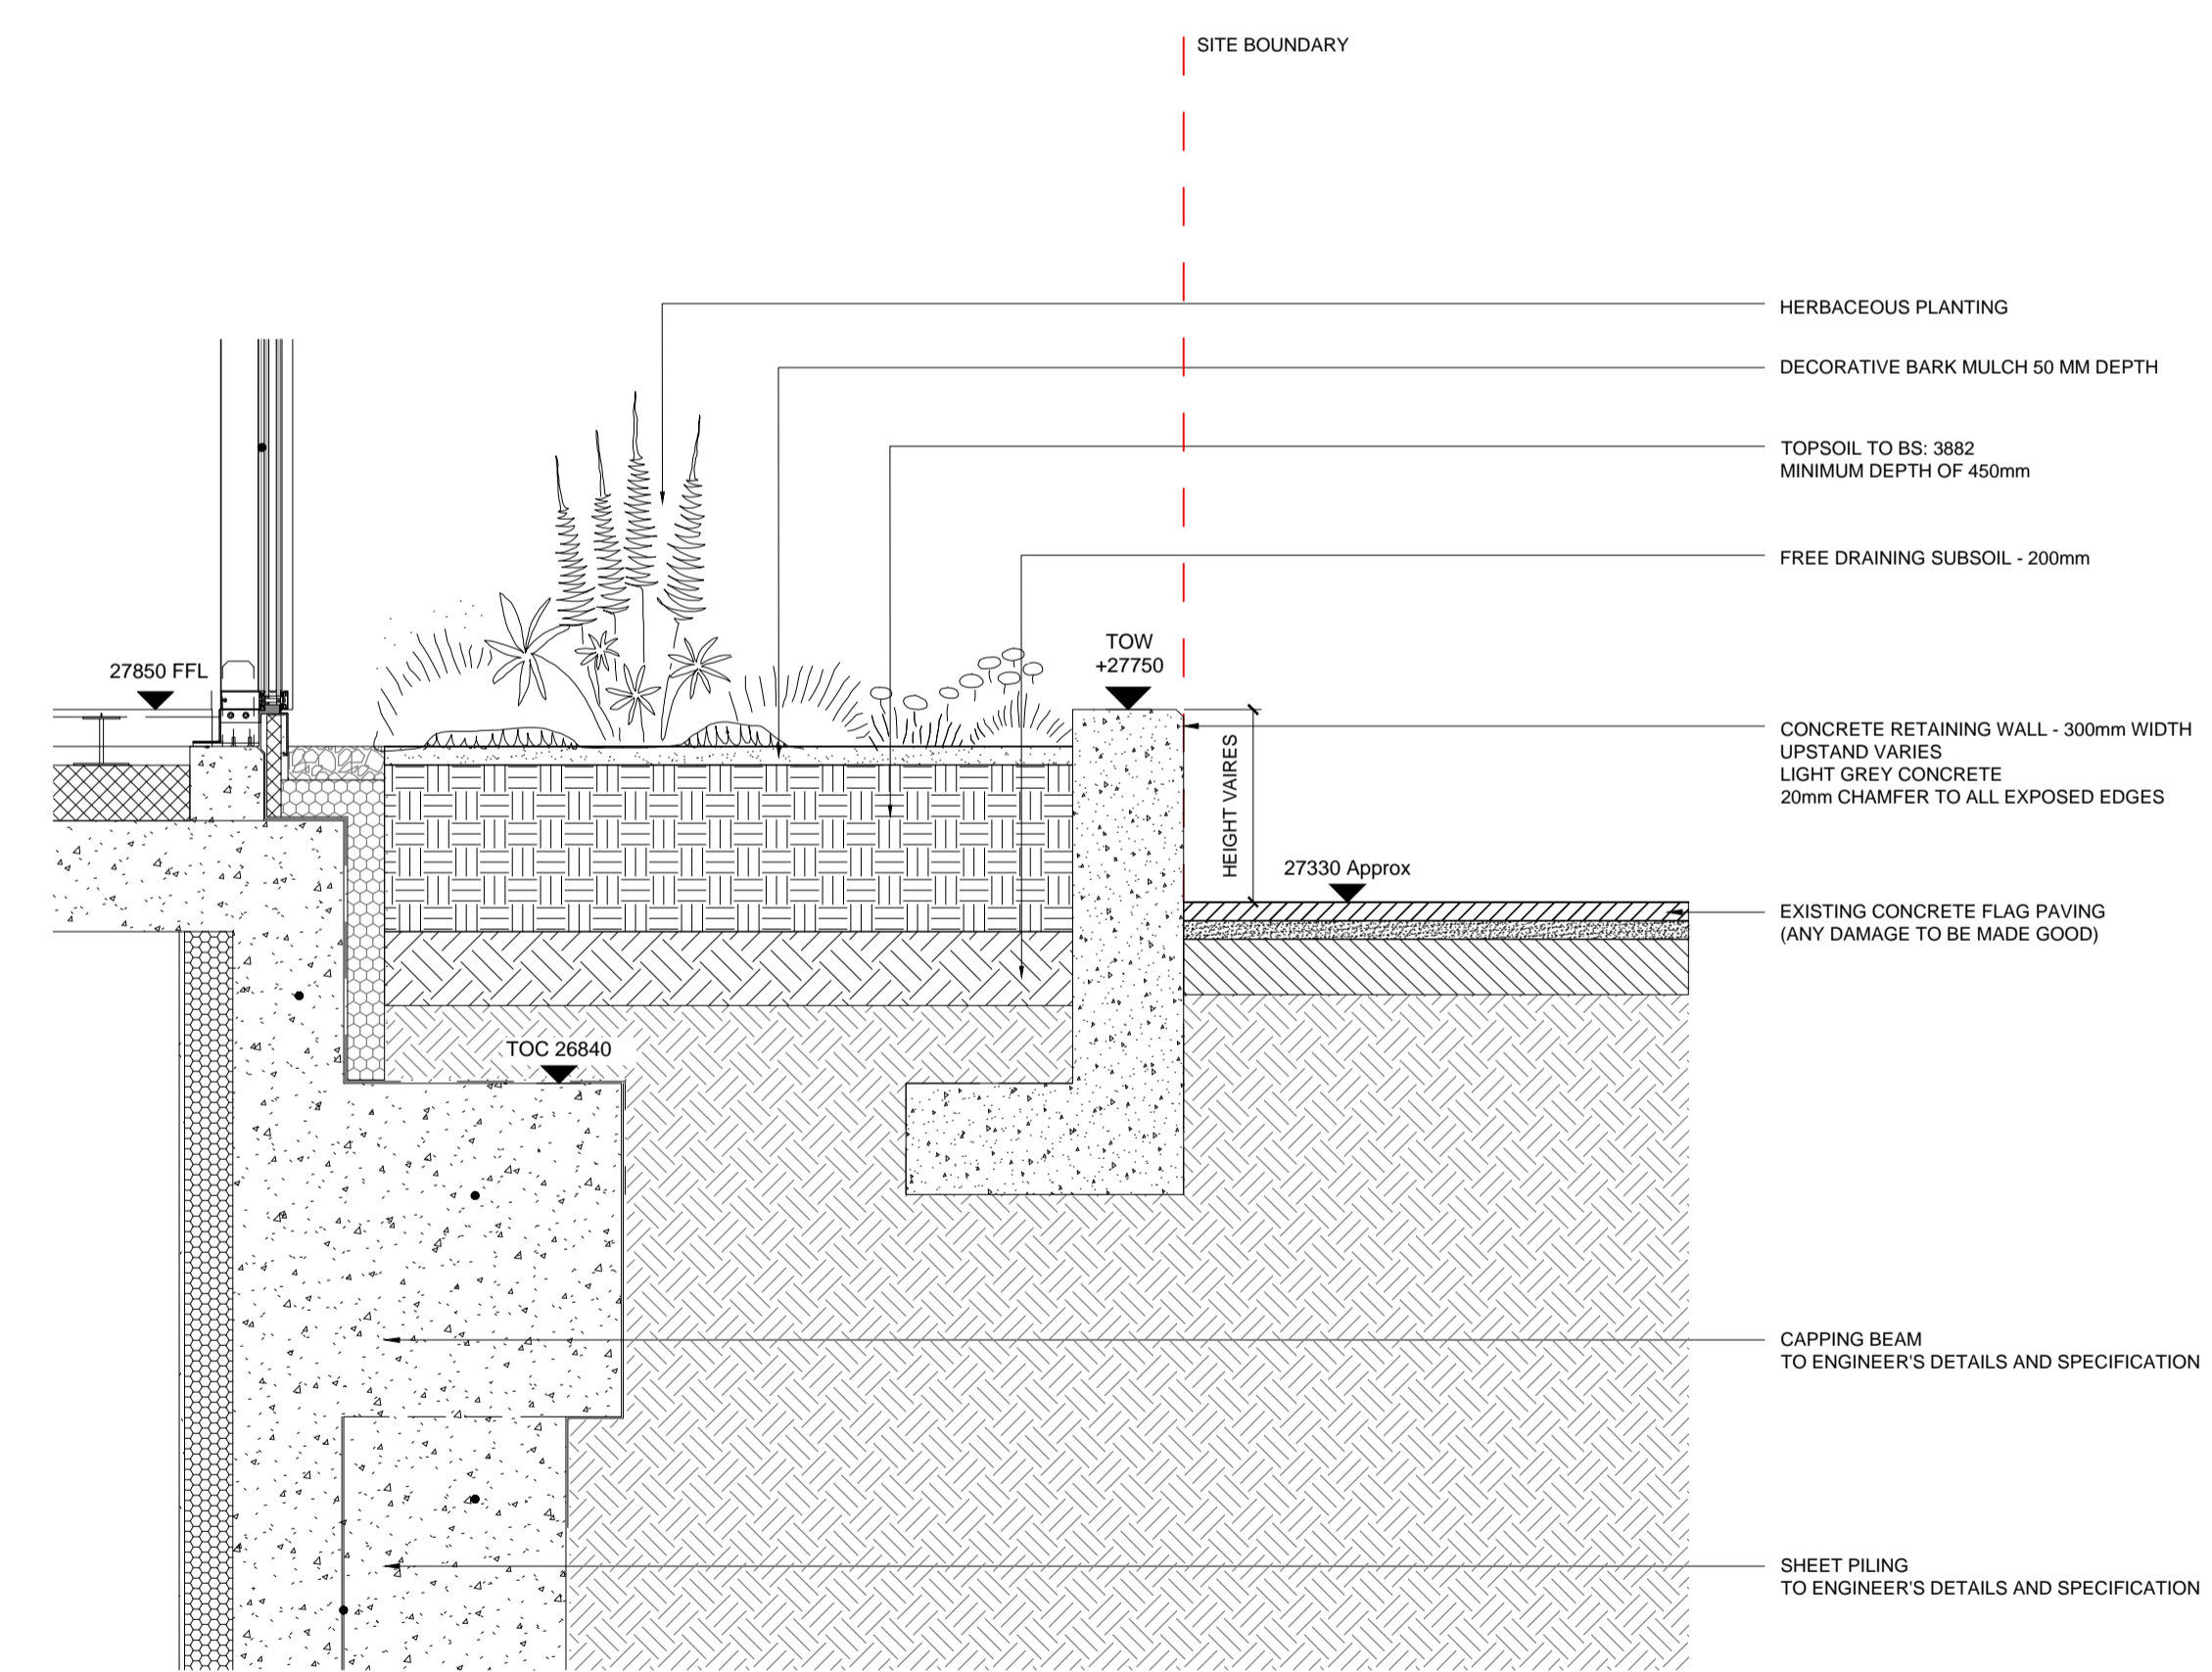 SITE BOUNDARY
HERBACEOUS PLANTING
DECORATIVE BARK MULCH 50 MM DEPTH
TOPSOIL TO BS: 3882
MINIMUM DEPTH OF 450mm
FREE DRAINING SUBSOIL - 200mm
TOW
+27750
27850 FFL
CONCRETE RETAINING WALL - 300mm WIDTH
UPSTAND VARIES
LIGHT GREY CONCRETE
20mm CHAMFER TO ALL EXPOSED EDGES
HEIGHT VAIRES
27330 Approx
EXISTING CONCRETE FLAG PAVING
(ANY DAMAGE TO BE MADE GOOD)
TOC 26840
CAPPING BEAM
TO ENGINEER'S DETAILS AND SPECIFICATION
SHEET PILING
TO ENGINEER'S DETAILS AND SPECIFICATION